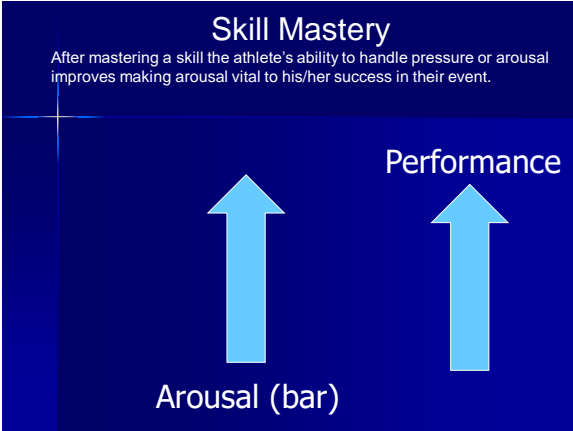 Skill Mastery
After mastering a skill the athlete's ability to handle pressure or arousal
improves making arousal vital to his/her success in their event.
Performance
Arousal (bar)